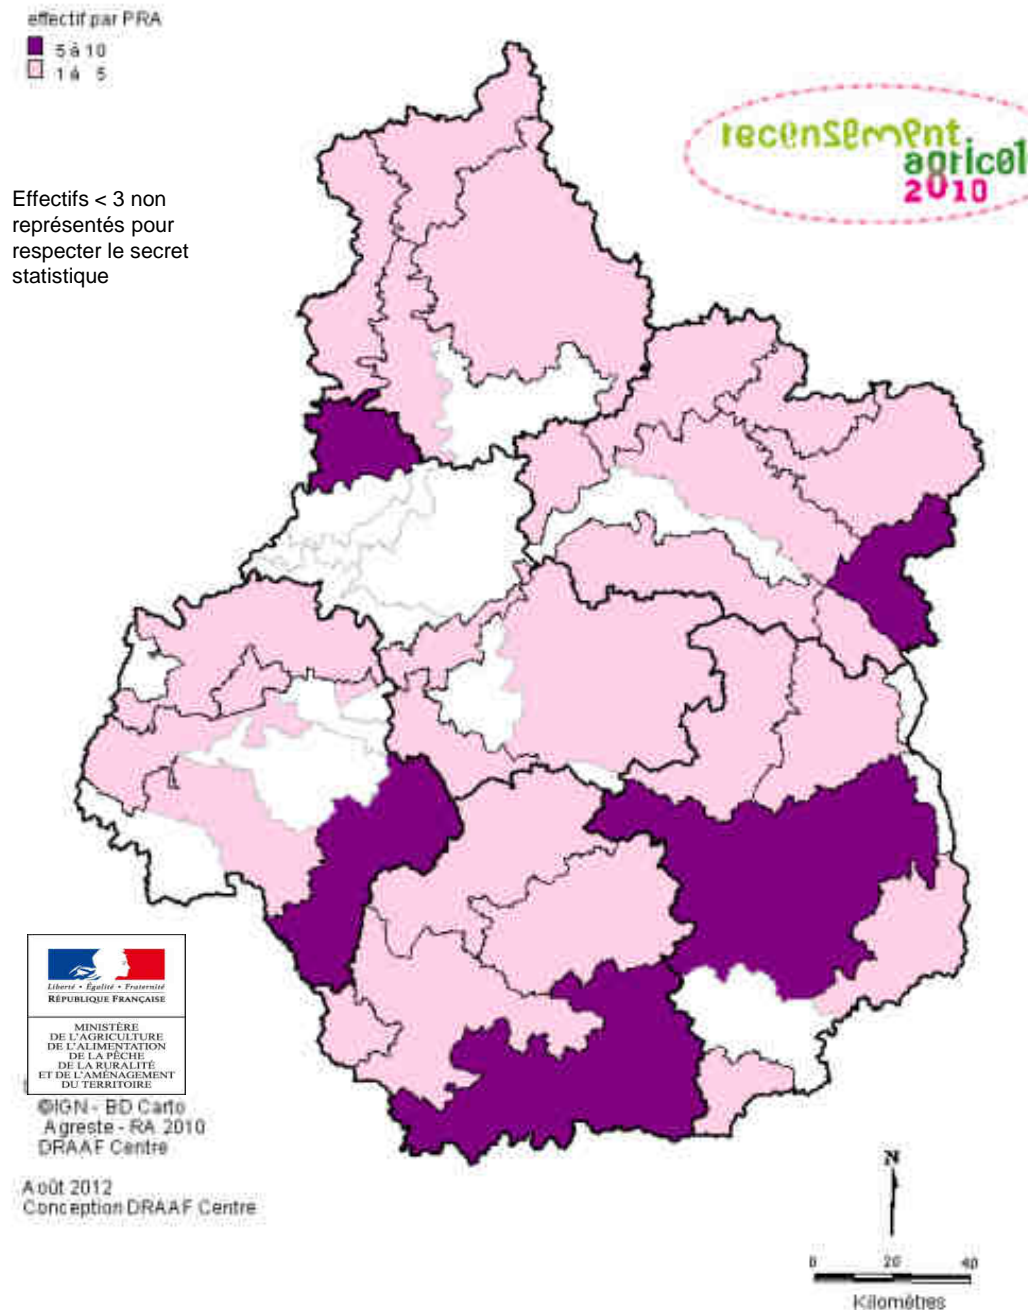 effectif par PRA
5 à 10
1 à 5
recensement
agricol
2010
Effectifs < 3 non
représentés pour
respecter le secret
statistique
Liberté • Égalité • Fraternité
RÉPUBLIQUE FRANÇAISE
MINISTÈRE
DE L'AGRICULTURE
DE L'ALIMENTATION
DE LA PÊCHE
DE LA RURALITÉ
ET DE L'AMÉNAGEMENT
DU TERRITOIRE
©IGN - BD Carto
Agreste - RA 2010
DRAAF Centre
Août 2012
Conception DRAAF Centre
N
0 20 40
Kilomètres